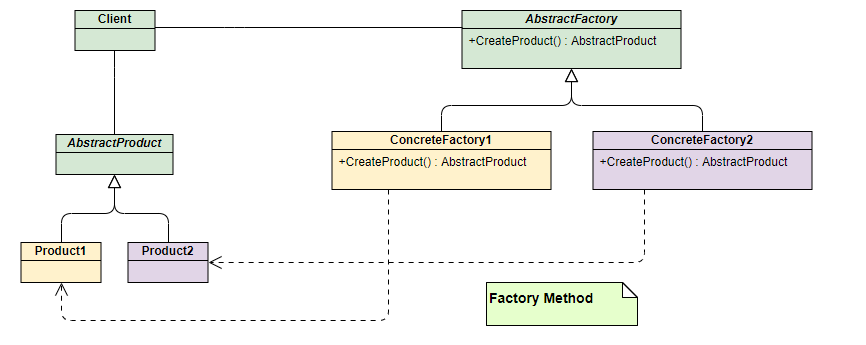 Client
AbstractFactory
+CreateProduct() : AbstractProduct
AbstractProduct
ConcreteFactory1
+CreateProduct() : AbstractProduct
ConcreteFactory2
+CreateProduct() : AbstractProduct
Product1
Product2
Factory Method